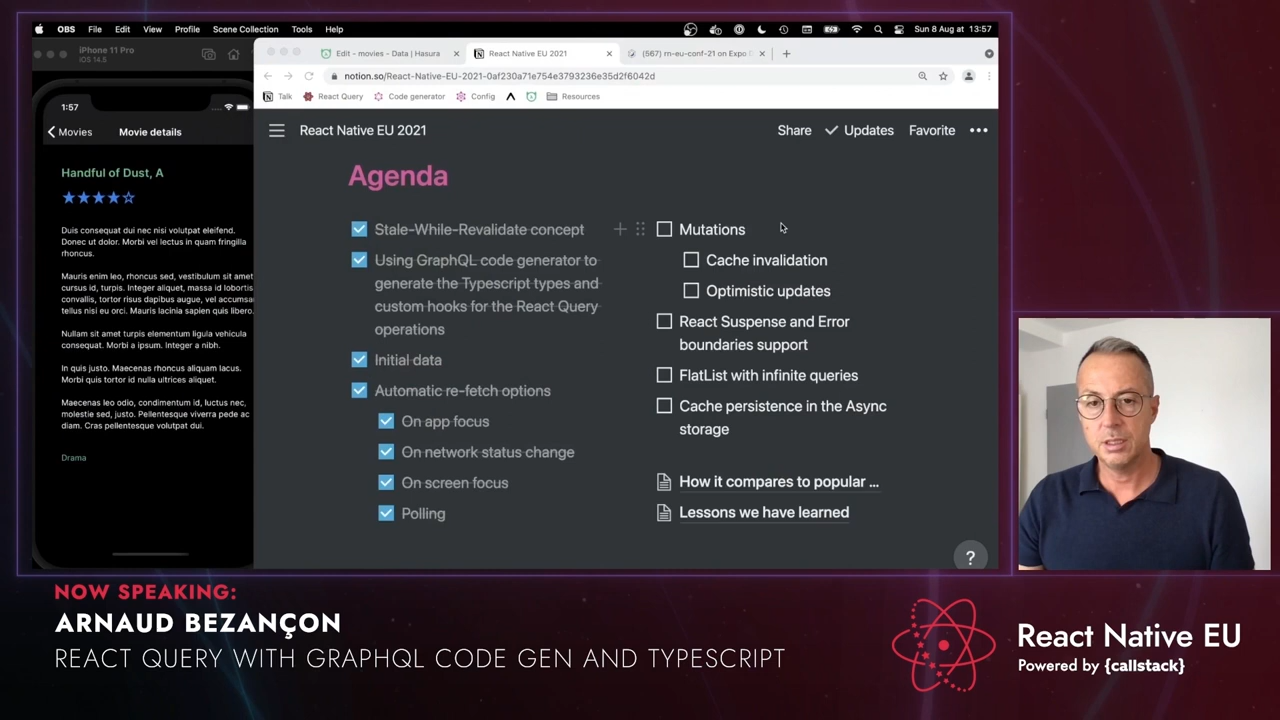 OBS File Edit View Profile Scene Collection Tools Help Sun 8 Aug at 13:57
iPhone 11 Pro
iOS 14.5
Edit - movies - Data | Hasura
React Native EU 2021
(567) rn-eu-conf-21 on Expo
notion.so/React-Native-EU-2021-0af230a71e754e3793236e35d2f6042d
Talk React Query Code generator Config Resources
1:57
Movies Movie details
Handful of Dust, A
Duis consequat dui nec nisi volutpat eleifend.
Donec ut dolor. Morbi vel lectus in quam fringilla
rhoncus.
Mauris enim leo, rhoncus sed, vestibulum sit amet
cursus id, turpis. Integer aliquet, massa id lobortis
convallis, tortor risus dapibus augue, vel accumsa
tellus nisi eu orci. Mauris lacinia sapien quis libero.
Nullam sit amet turpis elementum ligula vehicula
consequat. Morbi a ipsum. Integer a nibh.
In quis justo. Maecenas rhoncus aliquam lacus.
Morbi quis tortor id nulla ultrices aliquet.
Maecenas leo odio, condimentum id, luctus nec,
molestie sed, justo. Pellentesque viverra pede ac
diam. Cras pellentesque volutpat dui.
Drama
React Native EU 2021
Share Updates Favorite
Agenda
Stale-While-Revalidate concept
Using GraphQL code generator to
generate the Typescript types and
custom hooks for the React Query
operations
Initial data
Automatic re-fetch options
On app focus
On network status change
On screen focus
Polling
Mutations
Cache invalidation
Optimistic updates
React Suspense and Error
boundaries support
FlatList with infinite queries
Cache persistence in the Async
storage
How it compares to popular ...
Lessons we have learned
?
NOW SPEAKING:
ARNAUD BEZANÇON
REACT QUERY WITH GRAPHQL CODE GEN AND TYPESCRIPT
React Native EU
Powered by {callstack}